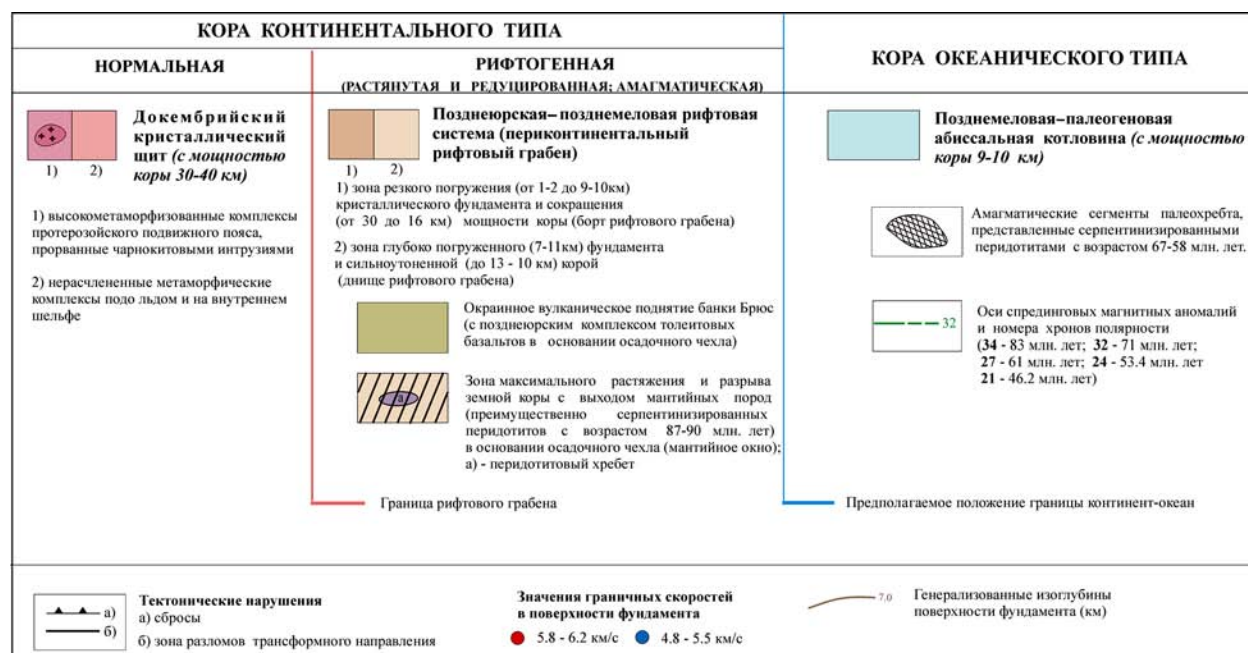 КОРА КОНТИНЕНТАЛЬНОГО ТИПА
НОРМАЛЬНАЯ
РИФТОГЕННАЯ
(РАСТЯНУТАЯ И РЕДУЦИРОВАННАЯ; АМАГМАТИЧЕСКАЯ)
КОРА ОКЕАНИЧЕСКОГО ТИПА
1) 2)
Докембрийский
кристаллический
щит (с мощностью
коры 30-40 км)
1) высокометаморфизованные комплексы
протерозойского подвижного пояса,
прорванные чарнокитовыми интрузиями
2) нерасчлененные метаморфические
комплексы подо льдом и на внутреннем
шельфе
1) 2)
Позднеюрская–позднемеловая рифтовая
система (периконтинентальный
рифтовый грабен)
1) зона резкого погружения (от 1-2 до 9-10км)
кристаллического фундамента и сокращения
(от 30 до 16 км) мощности коры (борт рифтового грабена)
2) зона глубоко погруженного (7-11км) фундамента
и сильноутоненной (до 13 - 10 км) корой
(днище рифтового грабена)
Окраинное вулканическое поднятие банки Брюс
(с позднеюрским комплексом толеитовых
базальтов в основании осадочного чехла)
а
Зона максимального растяжения и разрыва
земной коры с выходом мантийных пород
(преимущественно серпентинизированных
перидотитов с возрастом 87-90 млн. лет)
в основании осадочного чехла (мантийное окно);
а) - перидотитовый хребет
Граница рифтового грабена
Позднемеловая–палеогеновая
абиссальная котловина (с мощностью
коры 9-10 км)
Амагматические сегменты палеохребта,
представленные серпентинизированными
перидотитами с возрастом 67-58 млн. лет.
32
Оси спрединговых магнитных аномалий
и номера хронов полярности
(34 - 83 млн. лет; 32 - 71 млн. лет;
27 - 61 млн. лет; 24 - 53.4 млн. лет
21 - 46.2 млн. лет)
Предполагаемое положение границы континент-океан
а)
б)
Тектонические нарушения
а) сбросы
б) зона разломов трансформного направления
Значения граничных скоростей
в поверхности фундамента
5.8 - 6.2 км/с 4.8 - 5.5 км/с
7,0
Генерализованные изоглубины
поверхности фундамента (км)